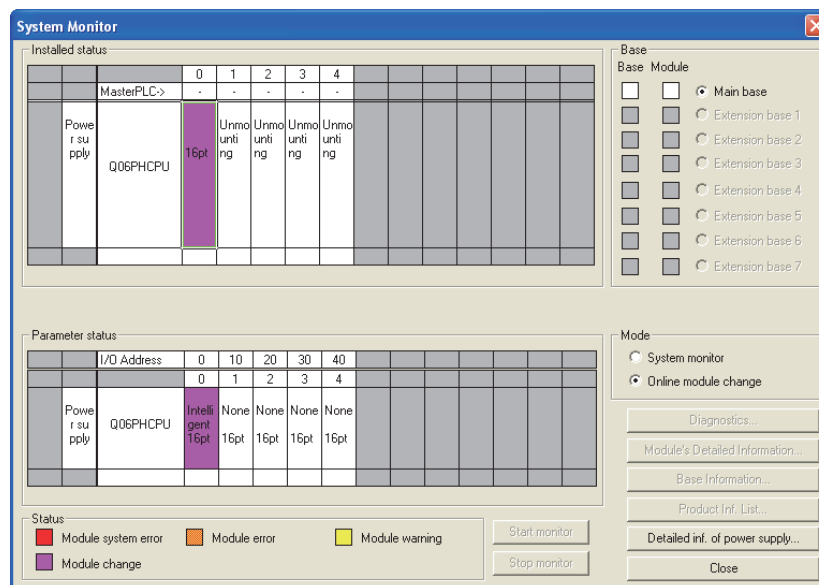 System Monitor
Installed status
0 1 2 3 4
MasterPLC-> - - - - -
Powe
r su
pply
Q06PHCPU
16pt
Unmo
unti
ng
Unmo
unti
ng
Unmo
unti
ng
Unmo
unti
ng
Base
Base Module
Main base
Extension base 1
Extension base 2
Extension base 3
Extension base 4
Extension base 5
Extension base 6
Extension base 7
Parameter status
I/O Address 0 10 20 30 40
0 1 2 3 4
Powe
r su
pply
Q06PHCPU
Intelli
gent
16pt
None
16pt
None
16pt
None
16pt
None
16pt
Mode
System monitor
Online module change
Diagnostics...
Module's Detailed Information...
Base Information...
Product Inf. List...
Detailed inf. of power supply...
Close
Status
Module system error
Module error
Module warning
Module change
Start monitor
Stop monitor